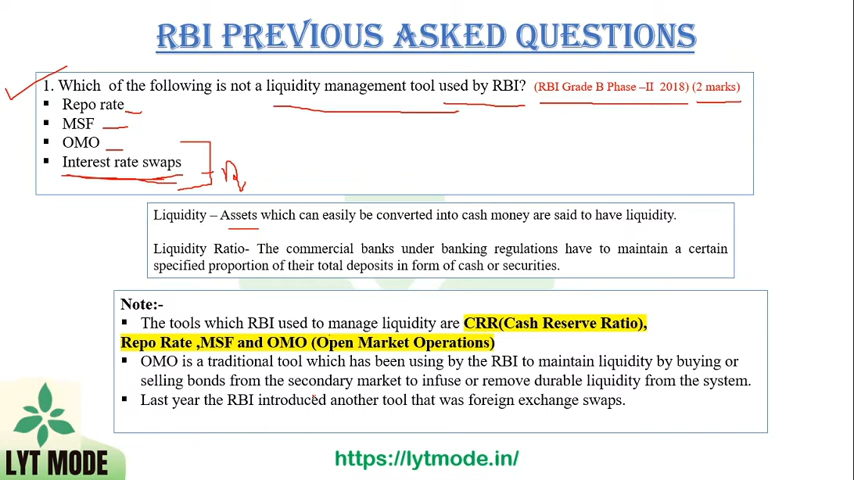 RBI PREVIOUS ASKED QUESTIONS
1. Which of the following is not a liquidity management tool used by RBI? (RBI Grade B Phase –II 2018) (2 marks)
▪ Repo rate
▪ MSF
▪ OMO
▪ Interest rate swaps
Liquidity – Assets which can easily be converted into cash money are said to have liquidity.
Liquidity Ratio- The commercial banks under banking regulations have to maintain a certain
specified proportion of their total deposits in form of cash or securities.
Note:-
▪ The tools which RBI used to manage liquidity are CRR(Cash Reserve Ratio),
Repo Rate ,MSF and OMO (Open Market Operations)
▪ OMO is a traditional tool which has been using by the RBI to maintain liquidity by buying or
selling bonds from the secondary market to infuse or remove durable liquidity from the system.
▪ Last year the RBI introduced another tool that was foreign exchange swaps.
LYT MODE
https://lytmode.in/